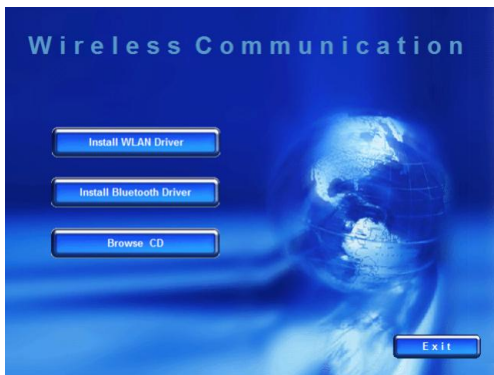 Wireless Communication
Install WLAN Driver
Install Bluetooth Driver
Browse CD
Exit